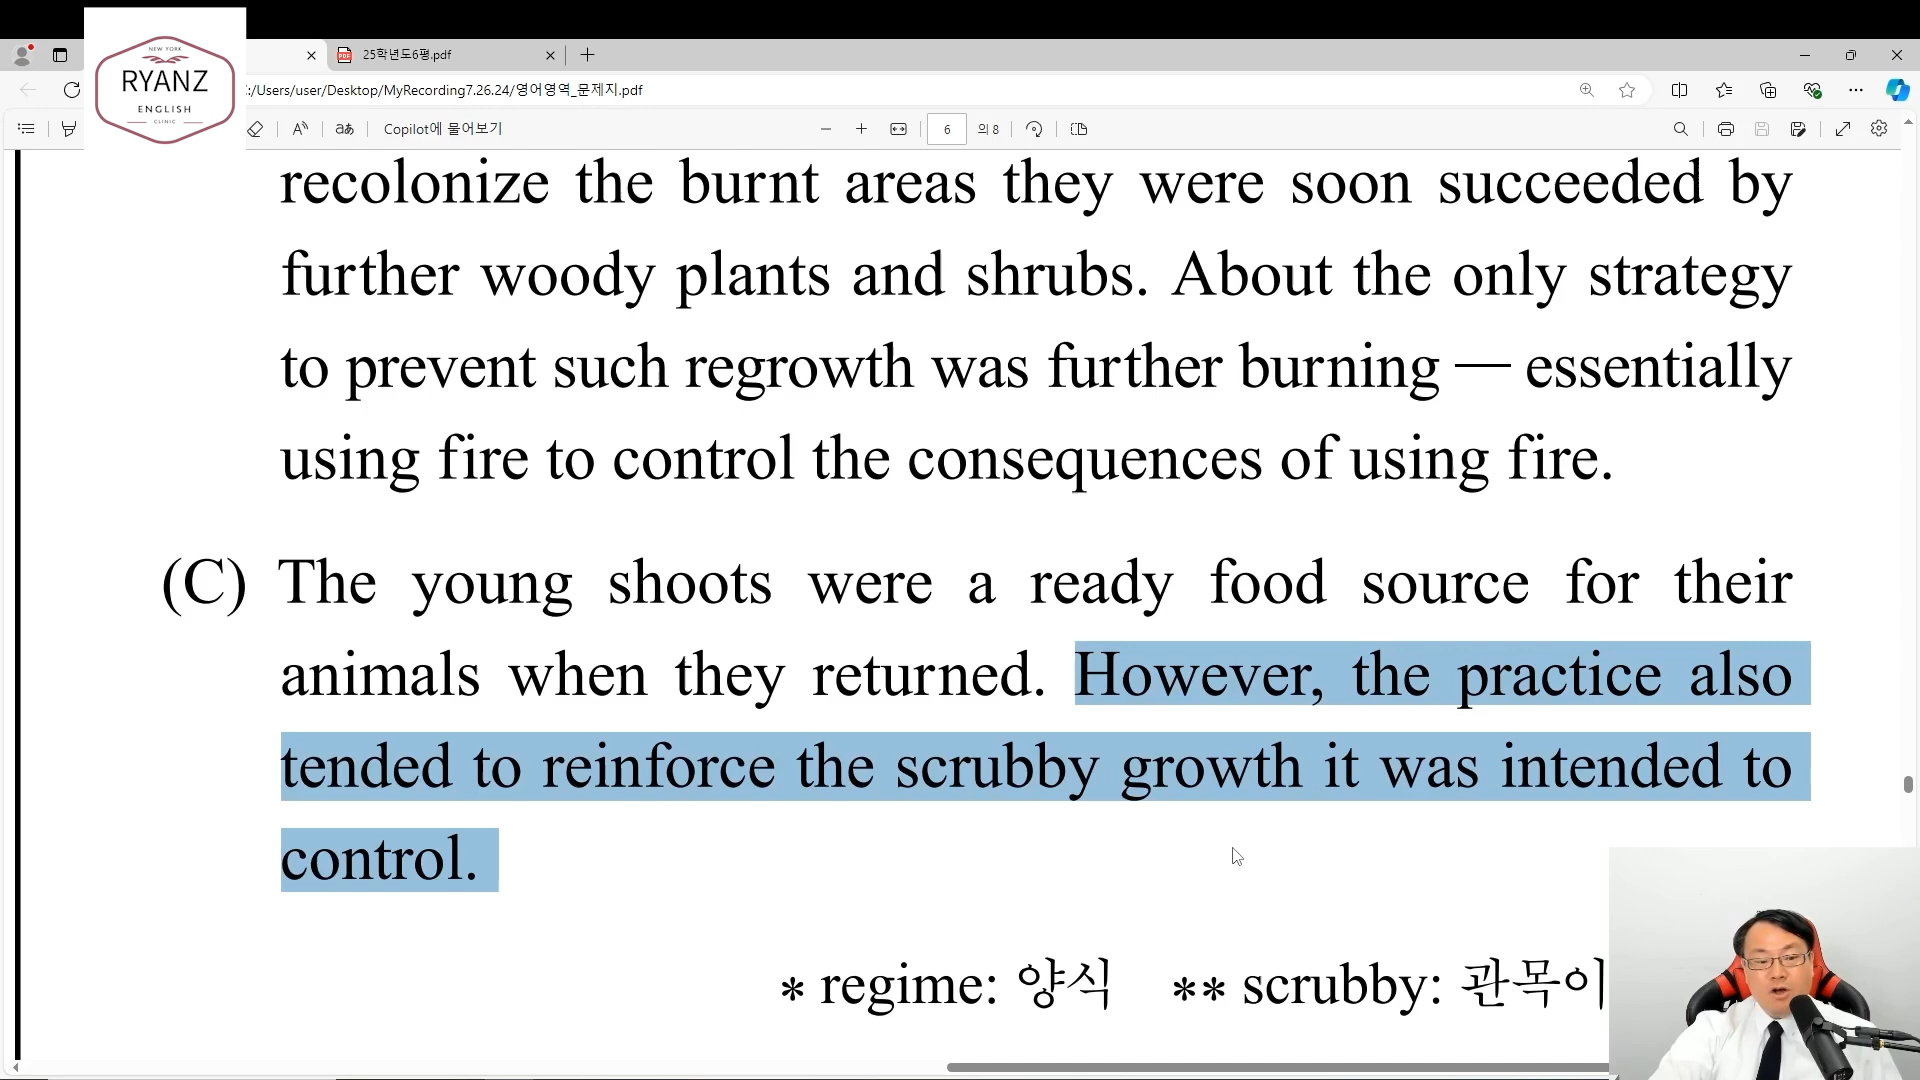 NEW YORK
RYANZ
ENGLISH
CLINIC
25학년도6평.pdf
:/Users/user/Desktop/MyRecording7.26.24/영어영역_문제지.pdf
Copilot에 물어보기
6 의 8
recolonize the burnt areas they were soon succeeded by
further woody plants and shrubs. About the only strategy
to prevent such regrowth was further burning — essentially
using fire to control the consequences of using fire.
(C) The young shoots were a ready food source for their
animals when they returned. However, the practice also
tended to reinforce the scrubby growth it was intended to
control.
* regime: 양식 ** scrubby: 관목이